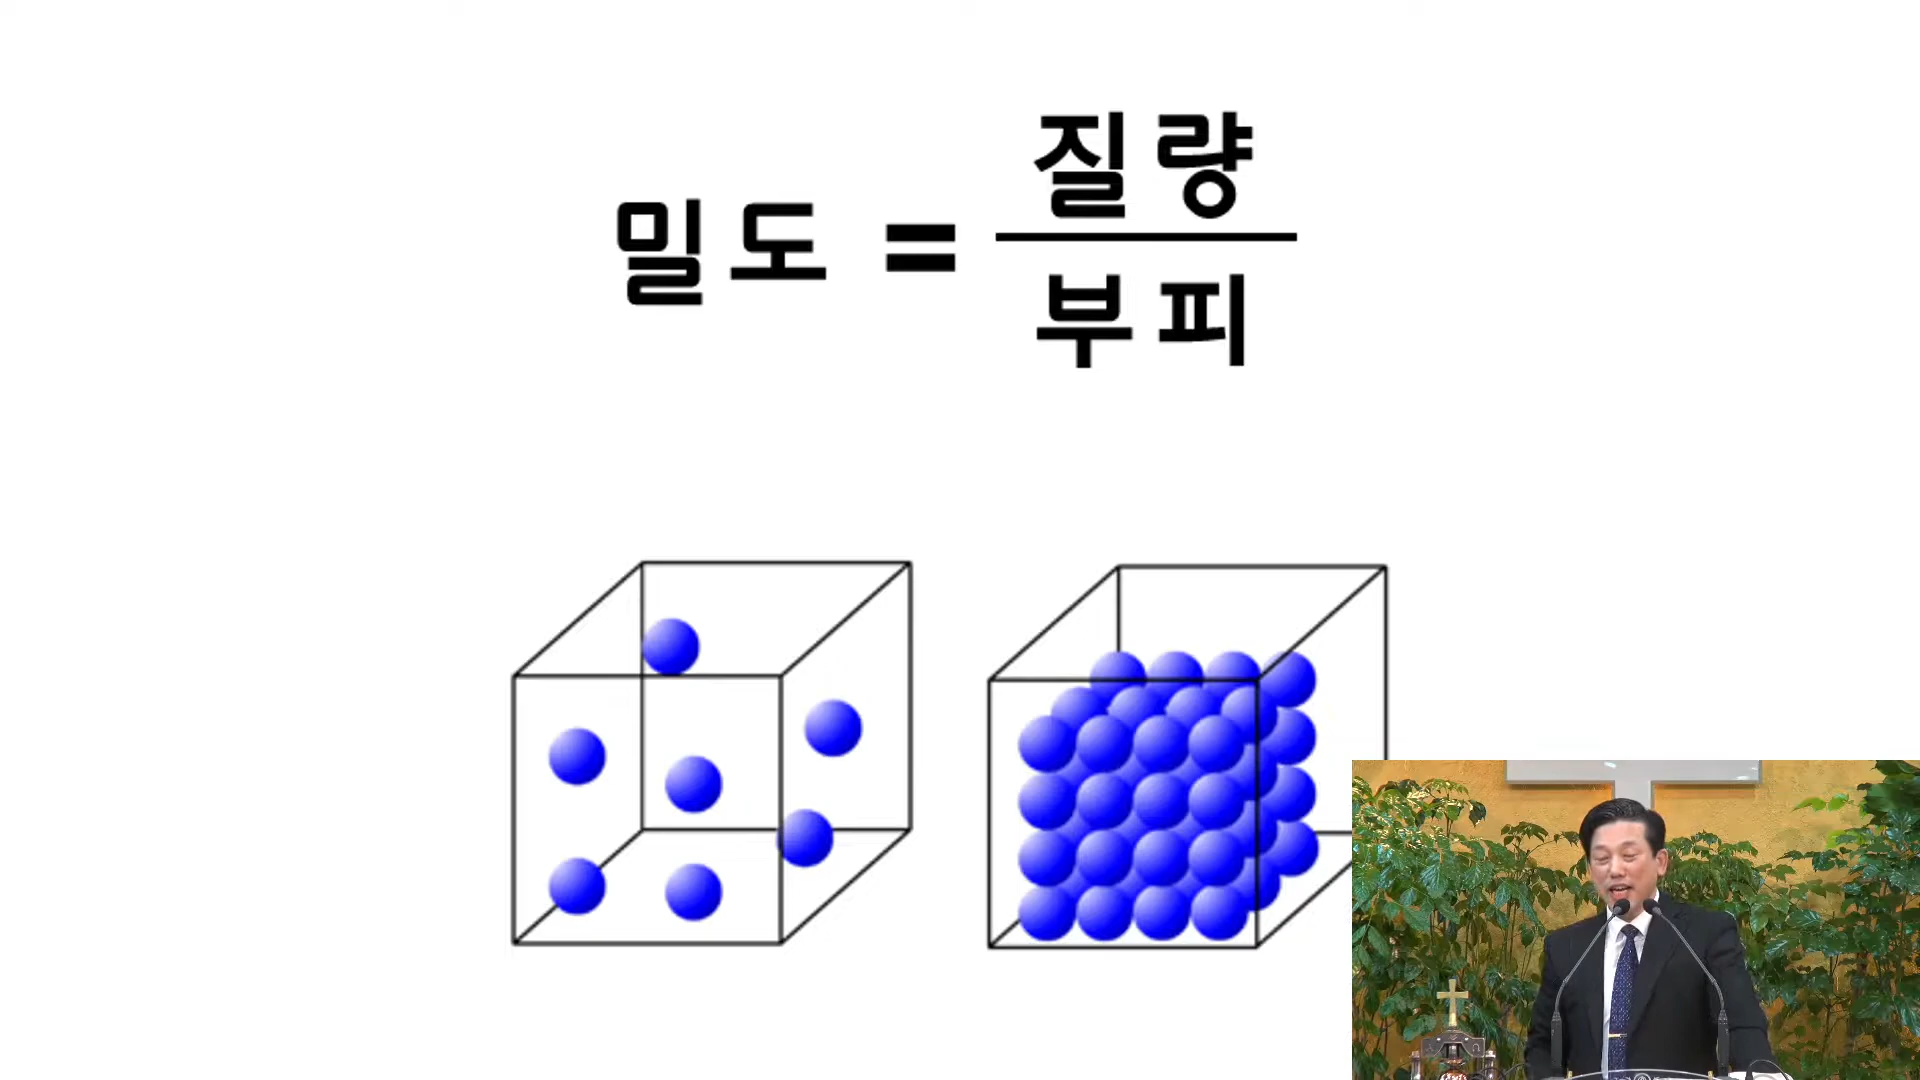 밀도 = 질량
부피